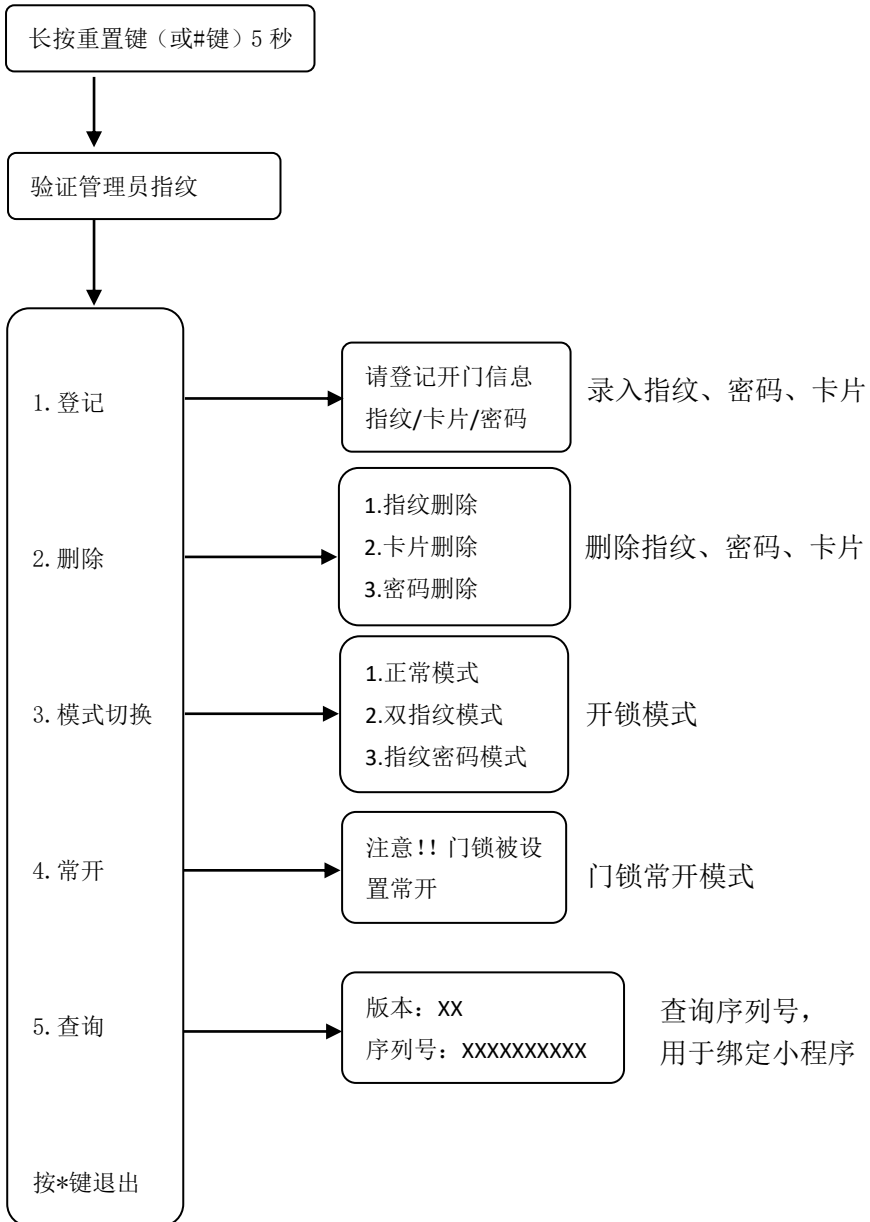 长按重置键（或#键）5 秒
验证管理员指纹
1.登记
请登记开门信息
指纹/卡片/密码
录入指纹、密码、卡片
2.删除
1.指纹删除
2.卡片删除
3.密码删除
删除指纹、密码、卡片
3.模式切换
1.正常模式
2.双指纹模式
3.指纹密码模式
开锁模式
4.常开
注意!! 门锁被设
置常开
门锁常开模式
5.查询
版本：XX
序列号：XXXXXXXXXX
查询序列号，
用于绑定小程序
按*键退出